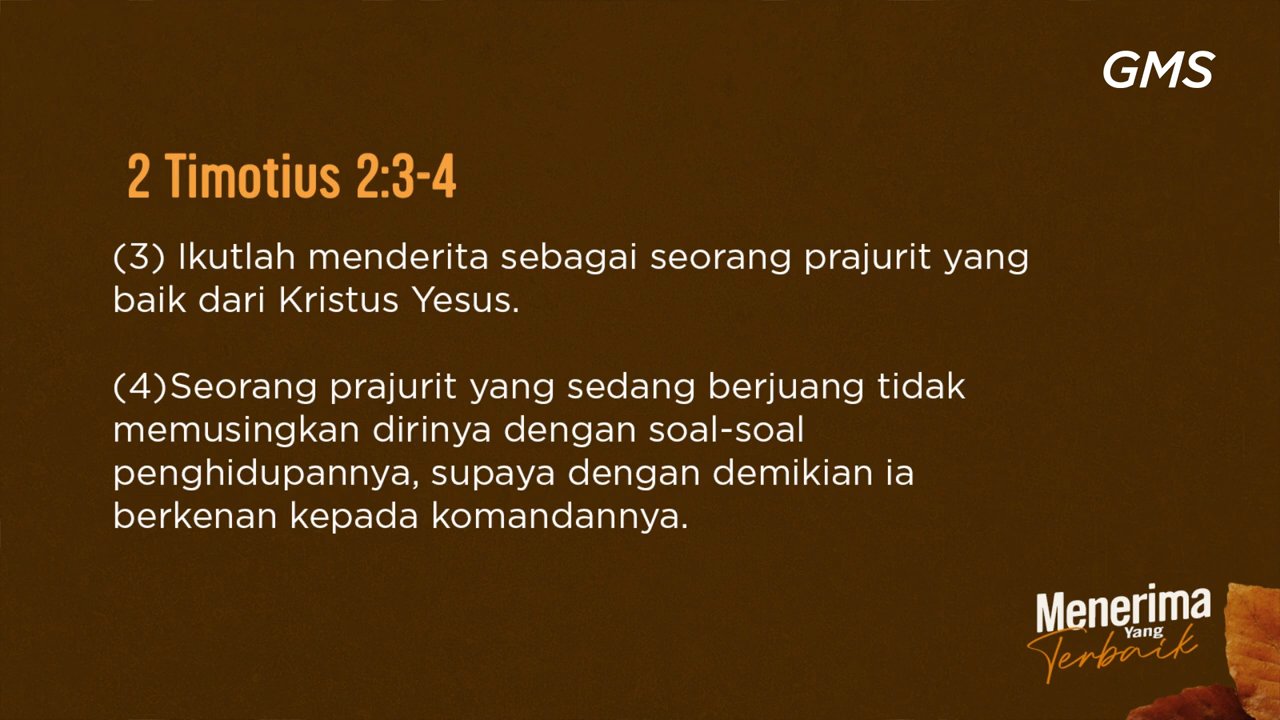 GMS
2 Timotius 2:3-4
(3) Ikutlah menderita sebagai seorang prajurit yang
baik dari Kristus Yesus.
(4)Seorang prajurit yang sedang berjuang tidak
memusingkan dirinya dengan soal-soal
penghidupannya, supaya dengan demikian ia
berkenan kepada komandannya.
Menerima
Yang
Terbaik